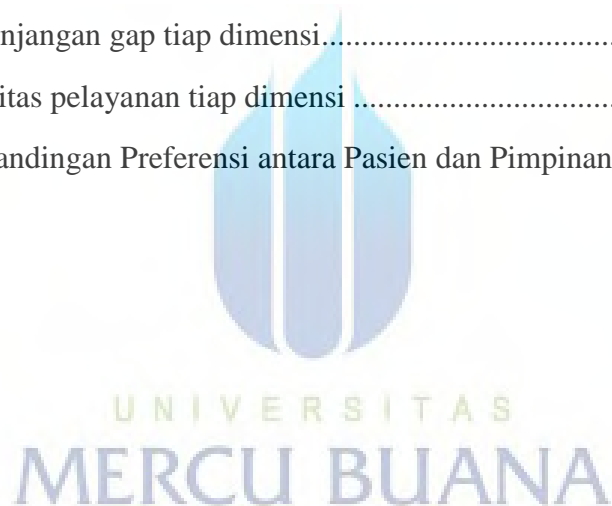 njangan gap tiap dimensi....................................
itas pelayanan tiap dimensi ................................
andingan Preferensi antara Pasien dan Pimpinan
UNIVERSITAS
MERCU BUANA